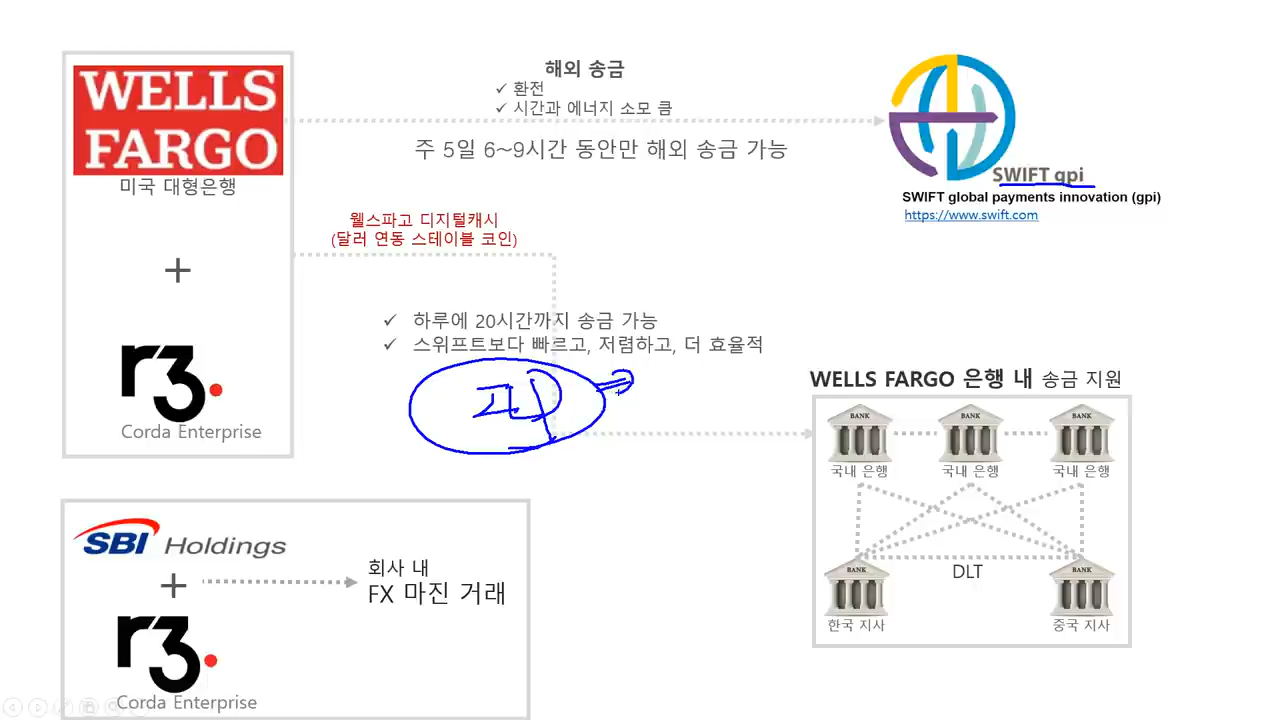 WELLS
FARGO
미국 대형은행
+
r3.
Corda Enterprise
해외 송금
✓ 환전
✓ 시간과 에너지 소모 큼
주 5일 6~9시간 동안만 해외 송금 가능
SWIFT gpi
SWIFT global payments innovation (gpi)
https://www.swift.com
웰스파고 디지털캐시
(달러 연동 스테이블 코인)
✓ 하루에 20시간까지 송금 가능
✓ 스위프트보다 빠르고, 저렴하고, 더 효율적
WELLS FARGO 은행 내 송금 지원
BANK BANK BANK
국내 은행 국내 은행 국내 은행
BANK BANK
DLT
한국 지사 중국 지사
SBI Holdings
+
r3.
Corda Enterprise
회사 내
FX 마진 거래